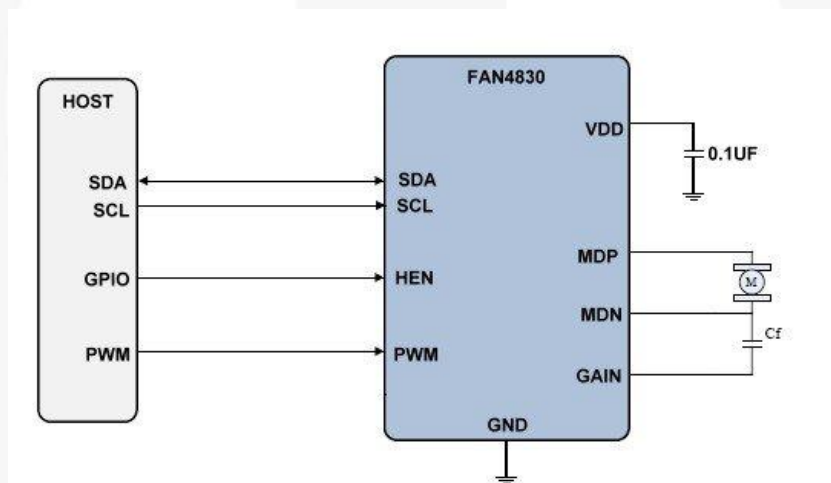 FAN4830
HOST
VDD
0.1UF
SDA
SDA
SCL
SCL
MDP
GPIO
HEN
M
MDN
Cf
PWM
PWM
GAIN
GND